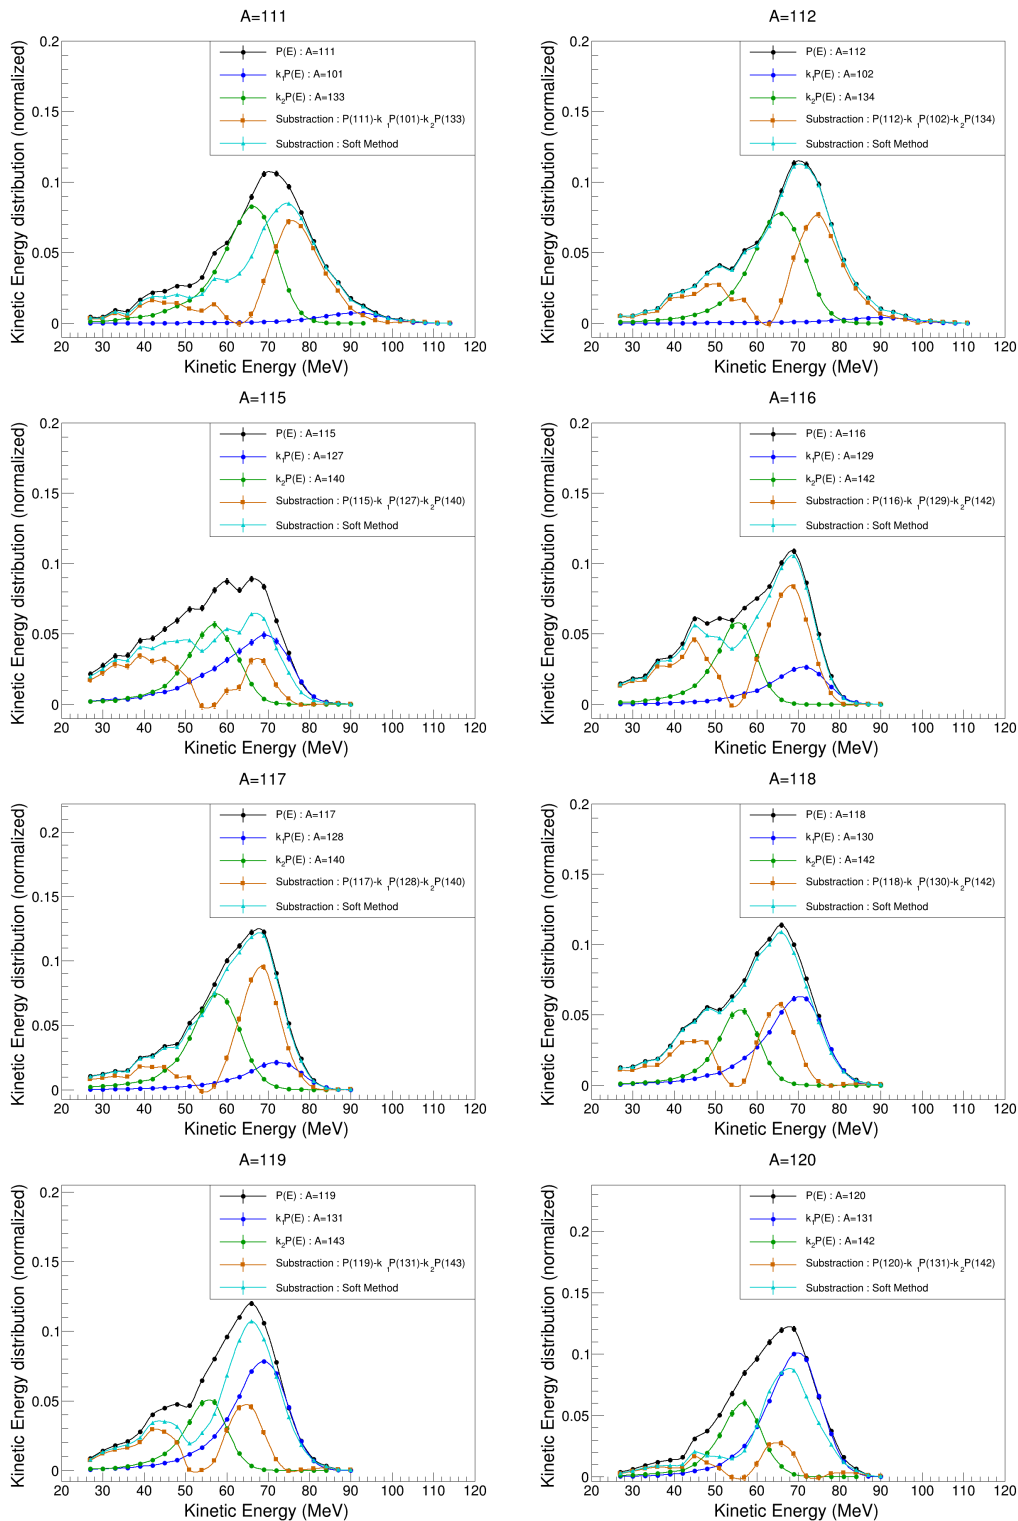 A=111
Kinetic Energy distribution (normalized)
0.2
0.15
0.1
0.05
0
P(E) : A=111
k1P(E) : A=101
k2P(E) : A=133
Substraction : P(111)-k 1P(101)-k2P(133)
Substraction : Soft Method
20 30 40 50 60 70 80 90 100 110 120
Kinetic Energy (MeV)
A=112
Kinetic Energy distribution (normalized)
0.2
0.15
0.1
0.05
0
P(E) : A=112
k1P(E) : A=102
k2P(E) : A=134
Substraction : P(112)-k 1P(102)-k2P(134)
Substraction : Soft Method
20 30 40 50 60 70 80 90 100 110 120
Kinetic Energy (MeV)
A=115
Kinetic Energy distribution (normalized)
0.2
0.15
0.1
0.05
0
P(E) : A=115
k1P(E) : A=127
k2P(E) : A=140
Substraction : P(115)-k 1P(127)-k2P(140)
Substraction : Soft Method
20 30 40 50 60 70 80 90 100 110 120
Kinetic Energy (MeV)
A=116
Kinetic Energy distribution (normalized)
0.2
0.15
0.1
0.05
0
P(E) : A=116
k1P(E) : A=129
k2P(E) : A=142
Substraction : P(116)-k 1P(129)-k2P(142)
Substraction : Soft Method
20 30 40 50 60 70 80 90 100 110 120
Kinetic Energy (MeV)
A=117
Kinetic Energy distribution (normalized)
0.2
0.15
0.1
0.05
0
P(E) : A=117
k1P(E) : A=128
k2P(E) : A=140
Substraction : P(117)-k 1P(128)-k2P(140)
Substraction : Soft Method
20 30 40 50 60 70 80 90 100 110 120
Kinetic Energy (MeV)
A=118
Kinetic Energy distribution (normalized)
0.2
0.15
0.1
0.05
0
P(E) : A=118
k1P(E) : A=130
k2P(E) : A=142
Substraction : P(118)-k 1P(130)-k2P(142)
Substraction : Soft Method
20 30 40 50 60 70 80 90 100 110 120
Kinetic Energy (MeV)
A=119
Kinetic Energy distribution (normalized)
0.2
0.15
0.1
0.05
0
P(E) : A=119
k1P(E) : A=131
k2P(E) : A=143
Substraction : P(119)-k 1P(131)-k2P(143)
Substraction : Soft Method
20 30 40 50 60 70 80 90 100 110 120
Kinetic Energy (MeV)
A=120
Kinetic Energy distribution (normalized)
0.2
0.15
0.1
0.05
0
P(E) : A=120
k1P(E) : A=131
k2P(E) : A=142
Substraction : P(120)-k 1P(131)-k2P(142)
Substraction : Soft Method
20 30 40 50 60 70 80 90 100 110 120
Kinetic Energy (MeV)